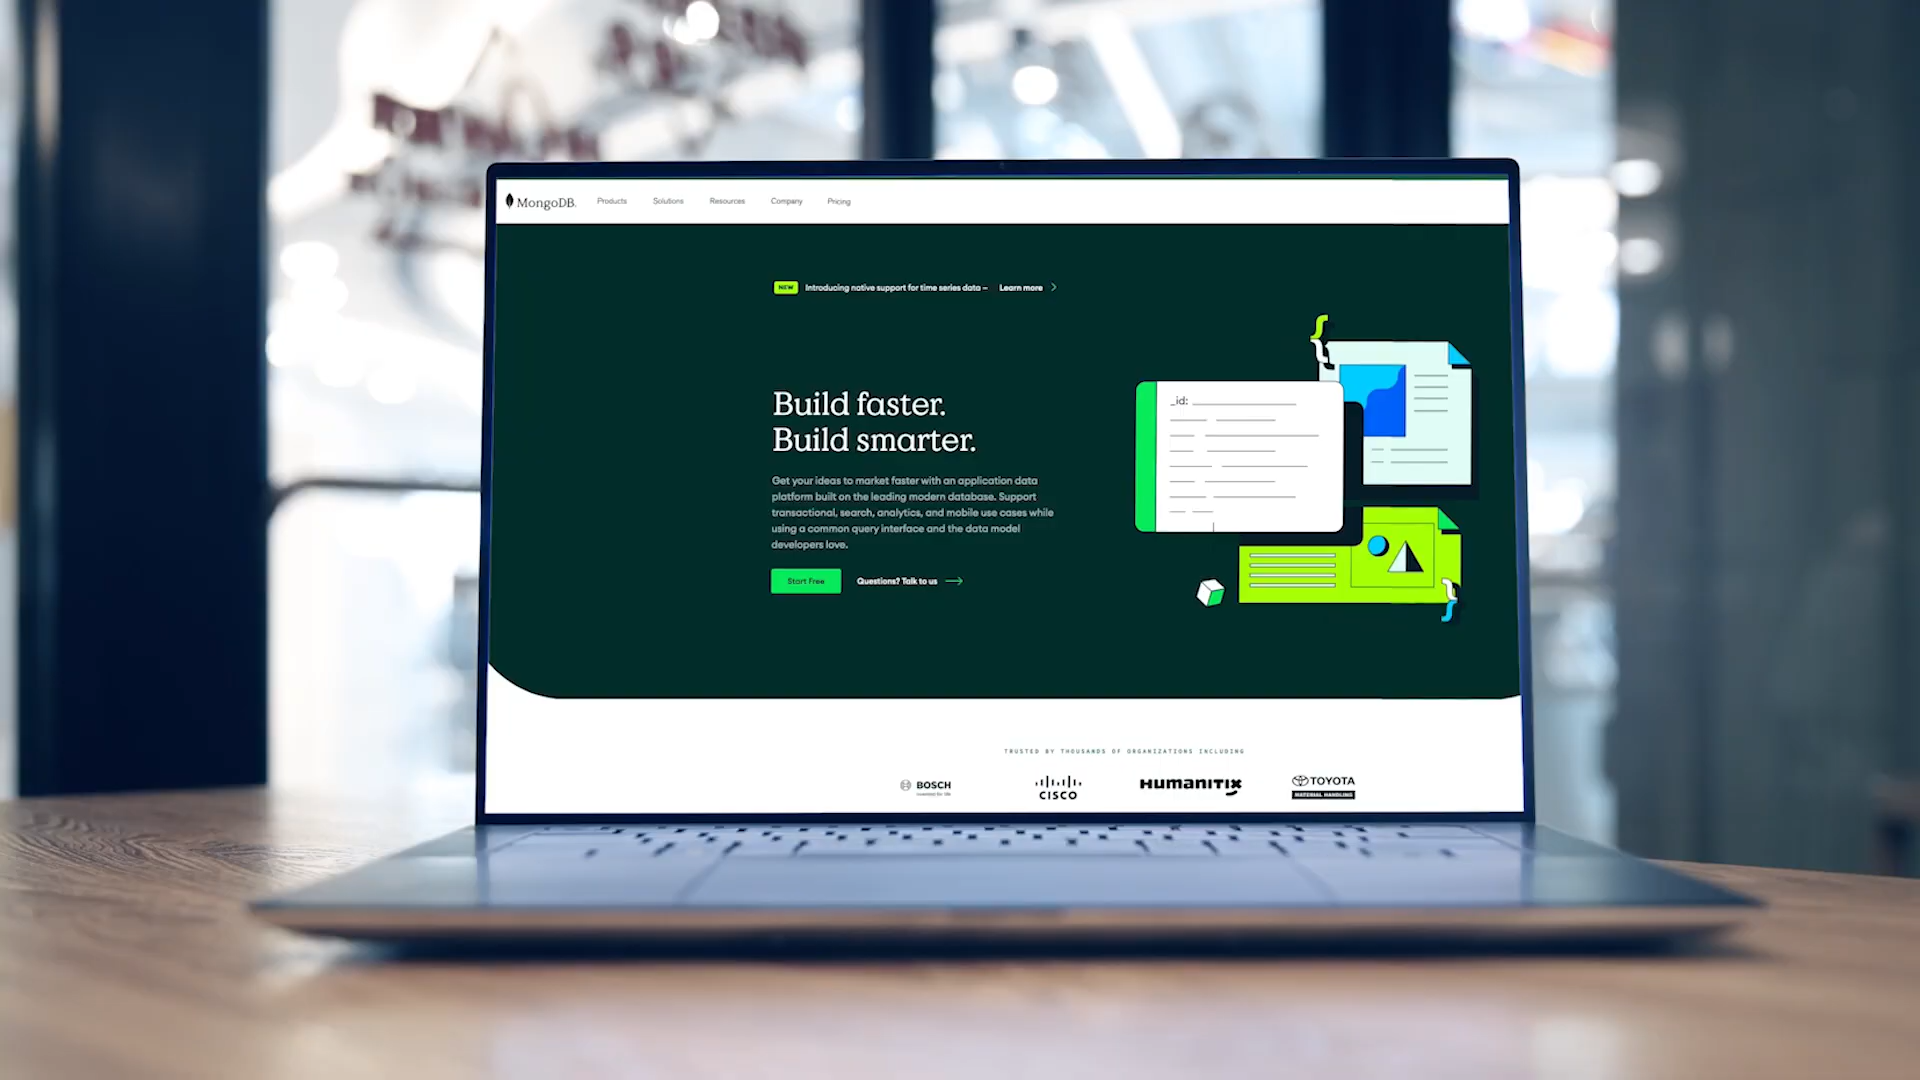 MongoDB.
Products
Solutions
Resources
Company
Pricing
NEW
Introducing native support for time series data –
Learn more
Build faster.
Build smarter.
Get your ideas to market faster with an application data
platform built on the leading modern database. Support
transactional, search, analytics, and mobile use cases while
using a common query interface and the data model
developers love.
Start Free
Questions? Talk to us
_id:
TRUSTED BY THOUSANDS OF ORGANIZATIONS INCLUDING
BOSCH
Invented for life
CISCO
HUMANITIX
TOYOTA
MATERIAL HANDLING